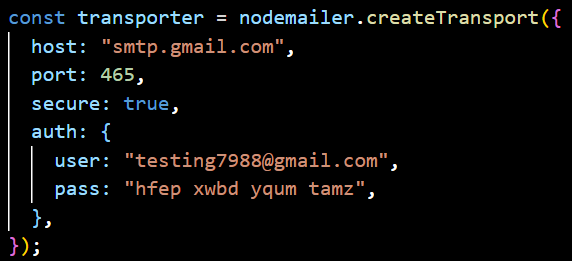 const transporter = nodemailer.createTransport({
host: "smtp.gmail.com",
port: 465,
secure: true,
auth: {
user: "testing7988@gmail.com",
pass: "hfep xwbd yqum tamz",
},
});